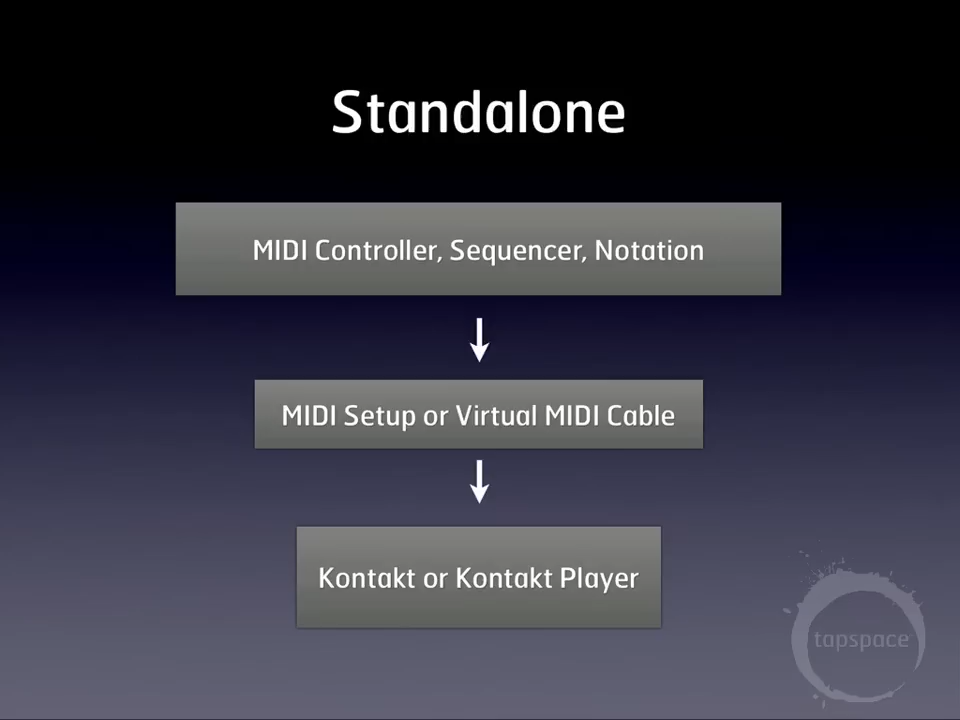 Standalone
MIDI Controller, Sequencer, Notation
MIDI Setup or Virtual MIDI Cable
Kontakt or Kontakt Player
tapspace